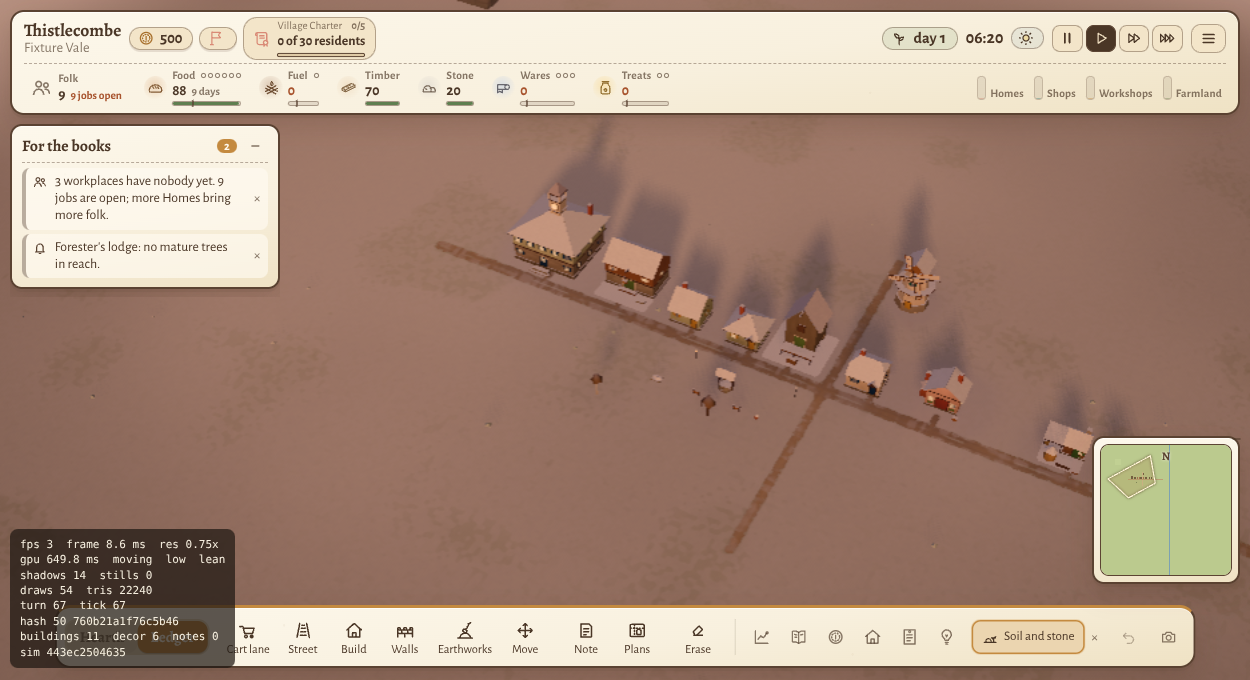 Thistlecombe
Fixture Vale
500
Village Charter 0/5
0 of 30 residents
day 1
06:20
Folk
9 9 jobs open
Food
88 9 days
Fuel
0
Timber
70
Stone
20
Wares
0
Treats
0
Homes
Shops
Workshops
Farmland
For the books
2
3 workplaces have nobody yet. 9
jobs are open; more Homes bring
more folk.
Forester's lodge: no mature trees
in reach.
N
fps 3 frame 8.6 ms res 0.75x
gpu 649.8 ms moving low lean
shadows 14 stills 0
draws 54 tris 22240
turn 67 tick 67
hash 50 760b21a1f76c5b46
buildings 11 decor 6 notes 0
sim 443ec2504635
Cart lane
Street
Build
Walls
Earthworks
Move
Note
Plans
Erase
Soil and stone